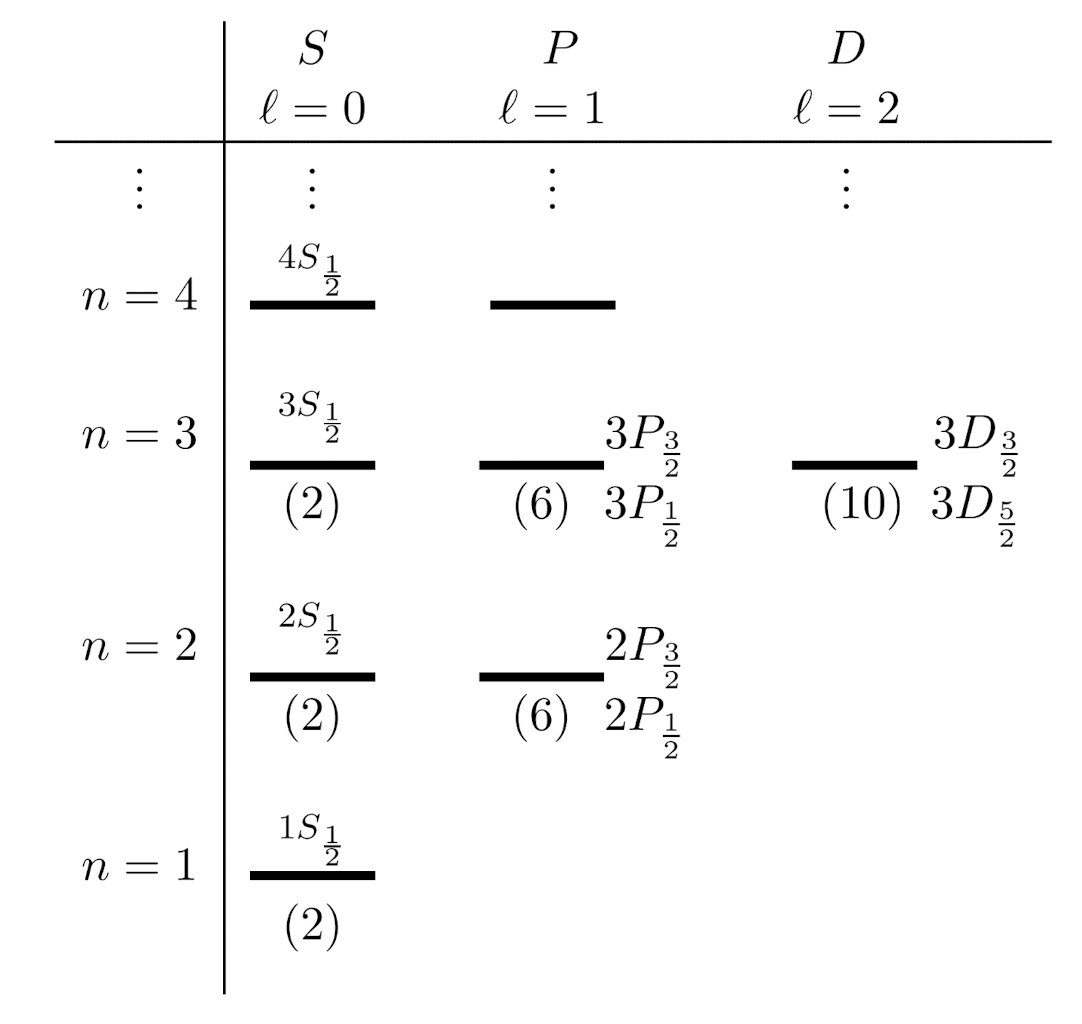 S P D
ℓ = 0 ℓ = 1 ℓ = 2
⋮ ⋮ ⋮ ⋮
n = 4 4S_{1/2}
n = 3 3S_{1/2} 3P_{3/2} 3D_{3/2}
(2) (6) 3P_{1/2} (10) 3D_{5/2}
n = 2 2S_{1/2} 2P_{3/2}
(2) (6) 2P_{1/2}
n = 1 1S_{1/2}
(2)